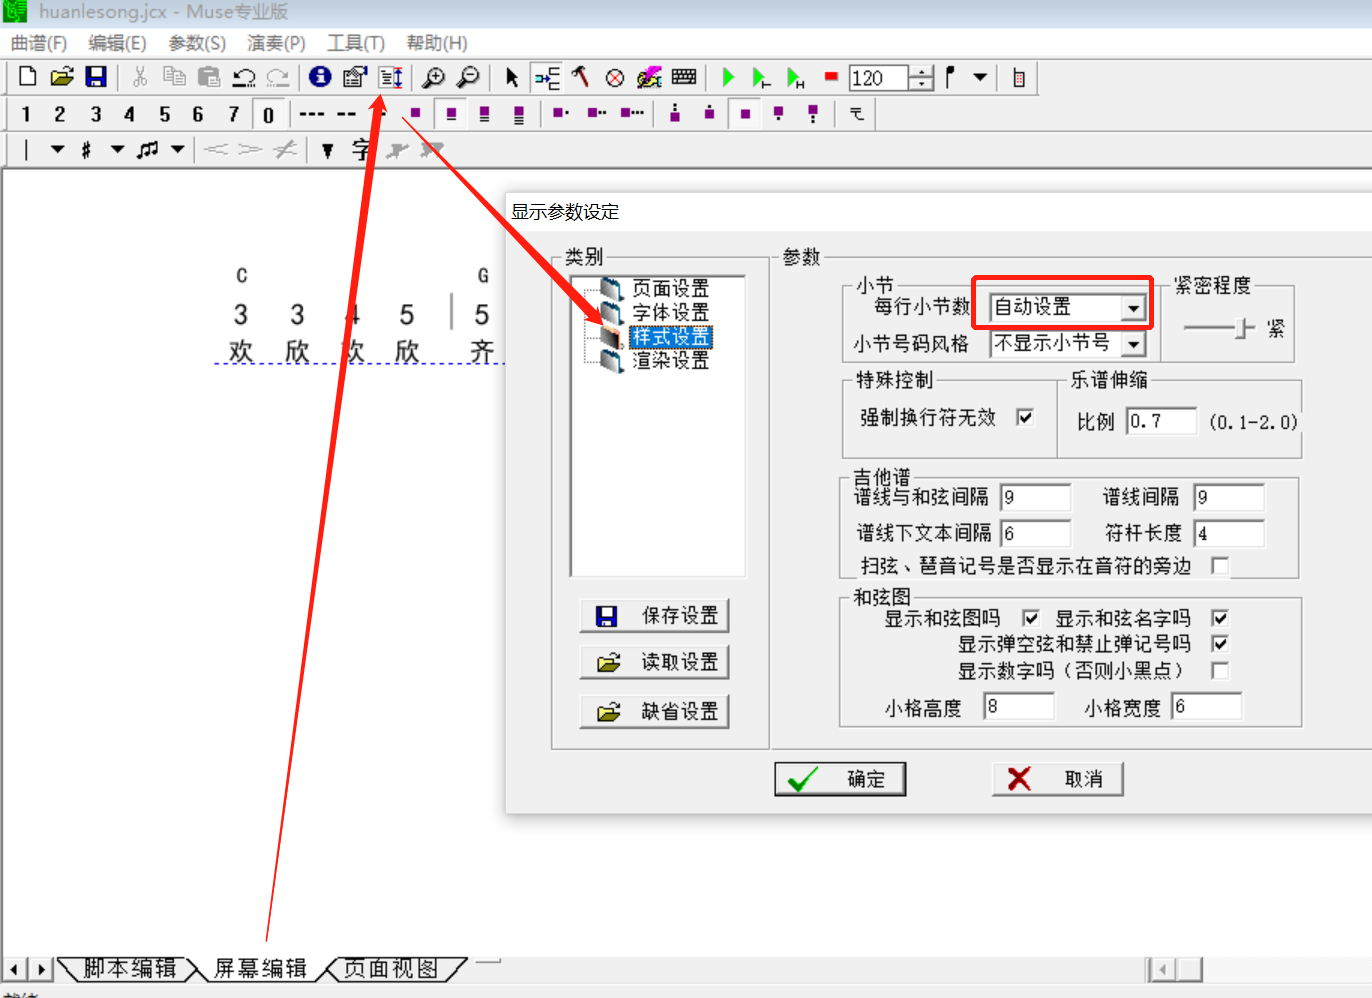 huanlesong.jcx - Muse专业版
曲谱(F) 编辑(E) 参数(S) 演奏(P) 工具(T) 帮助(H)
120
1 2 3 4 5 6 7 0
字
显示参数设定
类别
页面设置
字体设置
样式设置
渲染设置
保存设置
读取设置
缺省设置
参数
小节
每行小节数 自动设置
小节号码风格 不显示小节号
紧密程度
紧
特殊控制
强制换行符无效
乐谱伸缩
比例 0.7 (0.1-2.0)
吉他谱
谱线与和弦间隔 9 谱线间隔 9
谱线下文本间隔 6 符杆长度 4
扫弦、琶音记号是否显示在音符的旁边
和弦图
显示和弦图吗 显示和弦名字吗
显示弹空弦和禁止弹记号吗
显示数字吗（否则小黑点）
小格高度 8 小格宽度 6
确定 取消
C G
3 3 4 5 5
欢 欣 欢 欣 齐
脚本编辑 屏幕编辑 页面视图